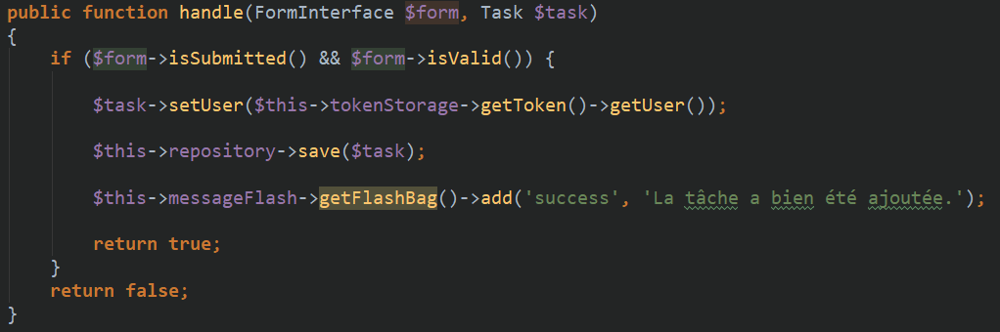 public function handle(FormInterface $form, Task $task)
{
    if ($form->isSubmitted() && $form->isValid()) {
        $task->setUser($this->tokenStorage->getToken()->getUser());
        $this->repository->save($task);
        $this->messageFlash->getFlashBag()->add('success', 'La tâche a bien été ajoutée.');
        return true;
    }
    return false;
}